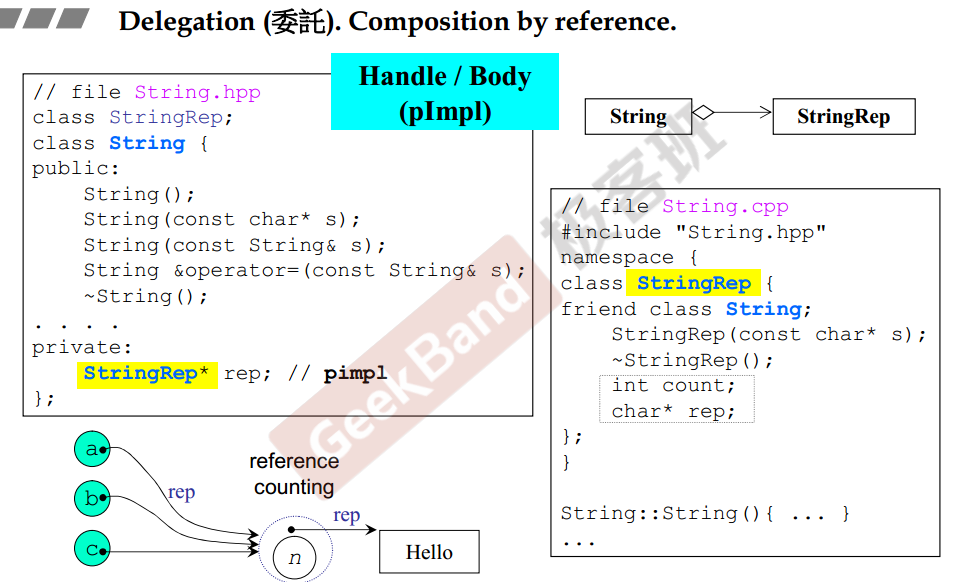 Delegation (委託). Composition by reference.
Handle / Body
(pImpl)
// file String.hpp
class StringRep;
class String {
public:
String();
String(const char* s);
String(const String& s);
String &operator=(const String& s);
~String();
. . . .
private:
StringRep* rep; // pimpl
};
String
StringRep
// file String.cpp
#include "String.hpp"
namespace {
class StringRep {
friend class String;
StringRep(const char* s);
~StringRep();
int count;
char* rep;
};
}
String::String(){ ... }
...
a
b
c
rep
reference
counting
rep
n
Hello
GeekBand
极客班